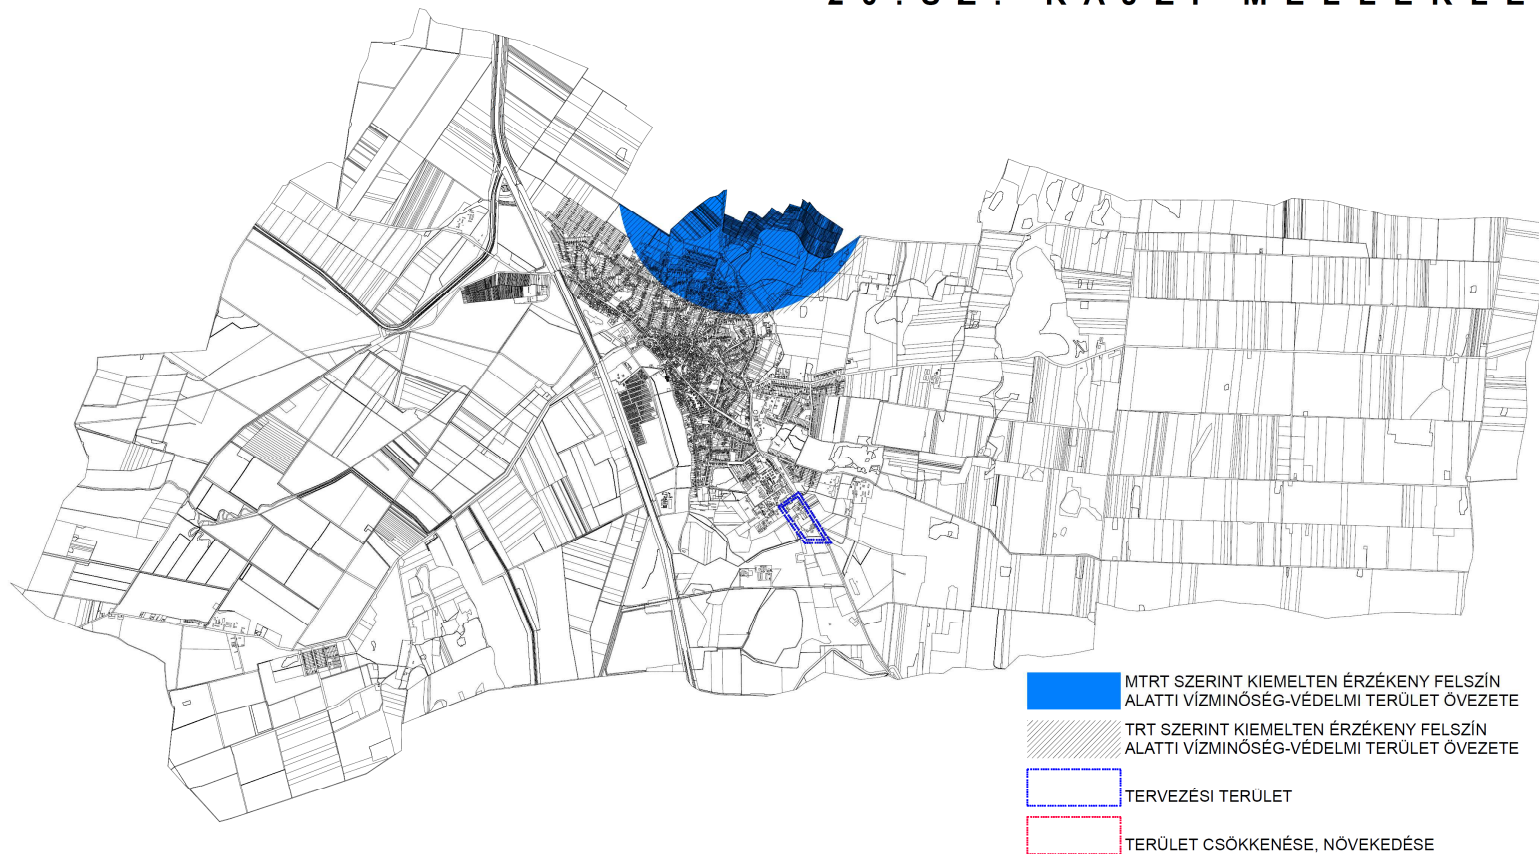 MTRT SZERINT KIEMELTEN ÉRZÉKENY FELSZÍN
ALATTI VÍZMINŐSÉG-VÉDELMI TERÜLET ÖVEZETE
TRT SZERINT KIEMELTEN ÉRZÉKENY FELSZÍN
ALATTI VÍZMINŐSÉG-VÉDELMI TERÜLET ÖVEZETE
TERVEZÉSI TERÜLET
TERÜLET CSÖKKENÉSE, NÖVEKEDÉSE